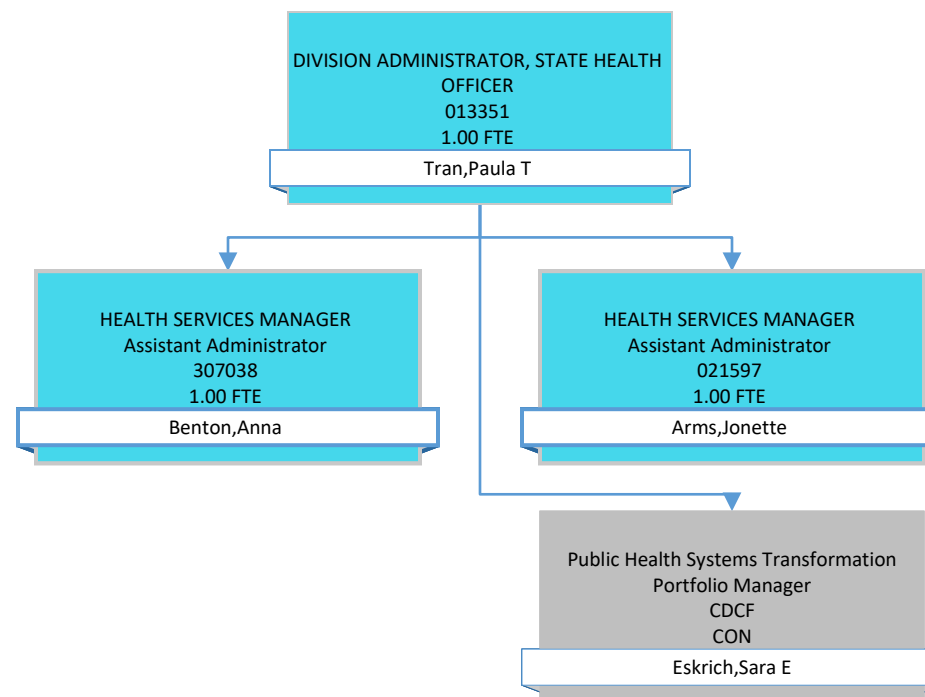 DIVISION ADMINISTRATOR, STATE HEALTH
OFFICER
013351
1.00 FTE
Tran,Paula T
HEALTH SERVICES MANAGER
Assistant Administrator
307038
1.00 FTE
Benton,Anna
HEALTH SERVICES MANAGER
Assistant Administrator
021597
1.00 FTE
Arms,Jonette
Public Health Systems Transformation
Portfolio Manager
CDCF
CON
Eskrich,Sara E